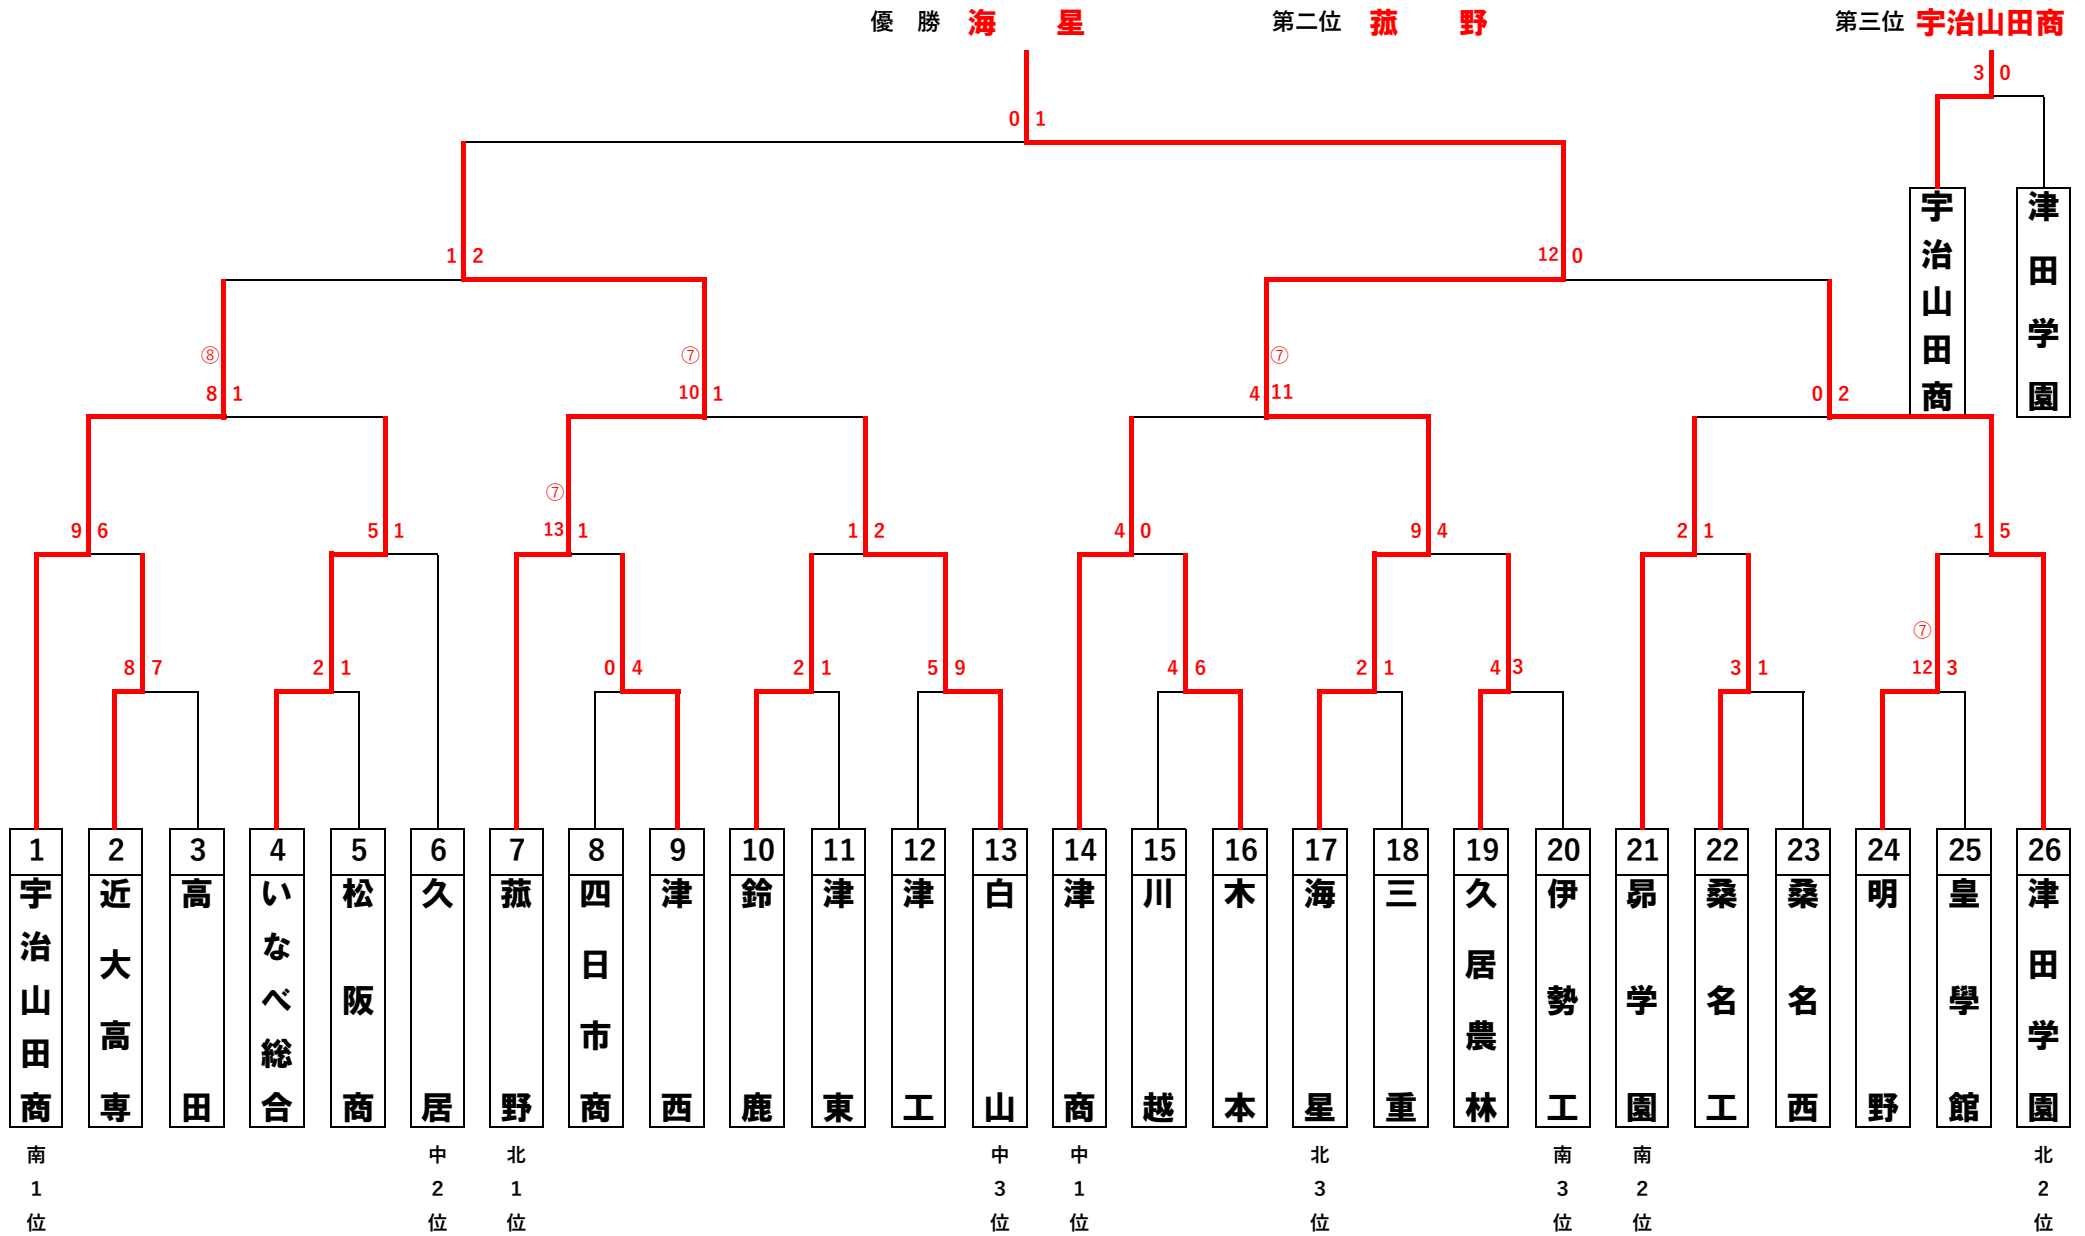 優　勝 海　星 第二位 菰　野 第三位 宇治山田商
3 0
0 1
宇治山田商
津田学園
1 2 12 0
⑧ ⑦ ⑦
8 1 10 1 4 11 0 2
⑦
9 6 5 1 13 1 1 2 4 0 9 4 2 1 1 5
⑦
8 7 2 1 0 4 2 1 5 9 4 6 2 1 4 3 3 1 12 3
1 2 3 4 5 6 7 8 9 10 11 12 13 14 15 16 17 18 19 20 21 22 23 24 25 26
宇治山田商
近大高専
高田
いなべ総合
松阪商
久居
菰野
四日市商
津西
鈴鹿
津東
津工
白山
津商
川越
木本
海星
三重
久居農林
伊勢工
昴学園
桑名工
桑名西
明野
皇學館
津田学園
南1位
中2位
北1位
中3位
中1位
北3位
南3位
南2位
北2位